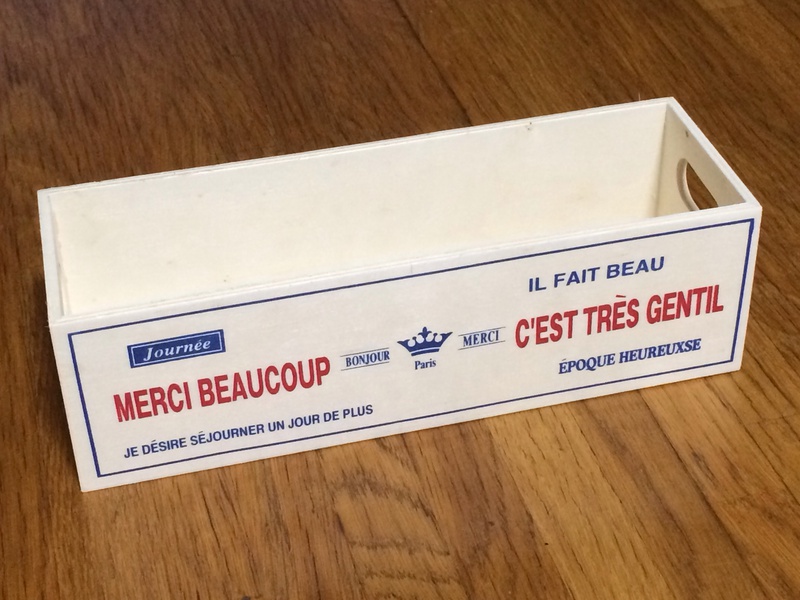 Journée
MERCI BEAUCOUP
JE DÉSIRE SÉJOURNER UN JOUR DE PLUS
BONJOUR
Paris
MERCI
IL FAIT BEAU
C'EST TRÈS GENTIL
ÉPOQUE HEUREUXSE